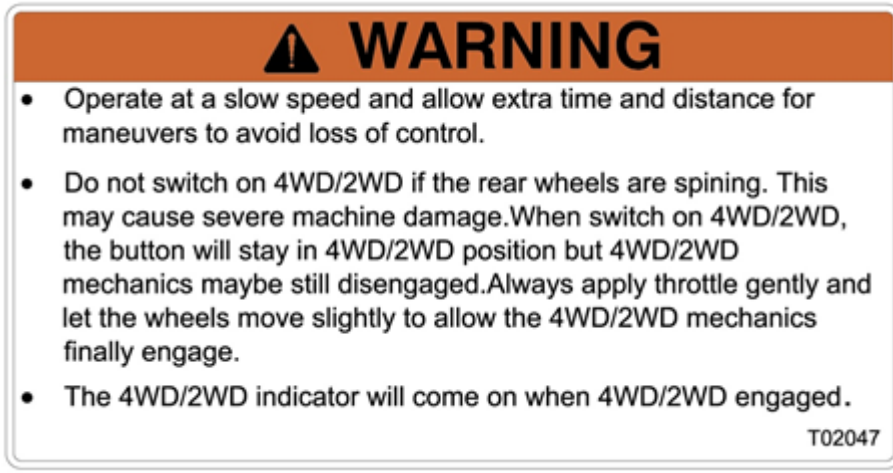 WARNING
• Operate at a slow speed and allow extra time and distance for
maneuvers to avoid loss of control.
• Do not switch on 4WD/2WD if the rear wheels are spining. This
may cause severe machine damage.When switch on 4WD/2WD,
the button will stay in 4WD/2WD position but 4WD/2WD
mechanics maybe still disengaged.Always apply throttle gently and
let the wheels move slightly to allow the 4WD/2WD mechanics
finally engage.
• The 4WD/2WD indicator will come on when 4WD/2WD engaged.
T02047